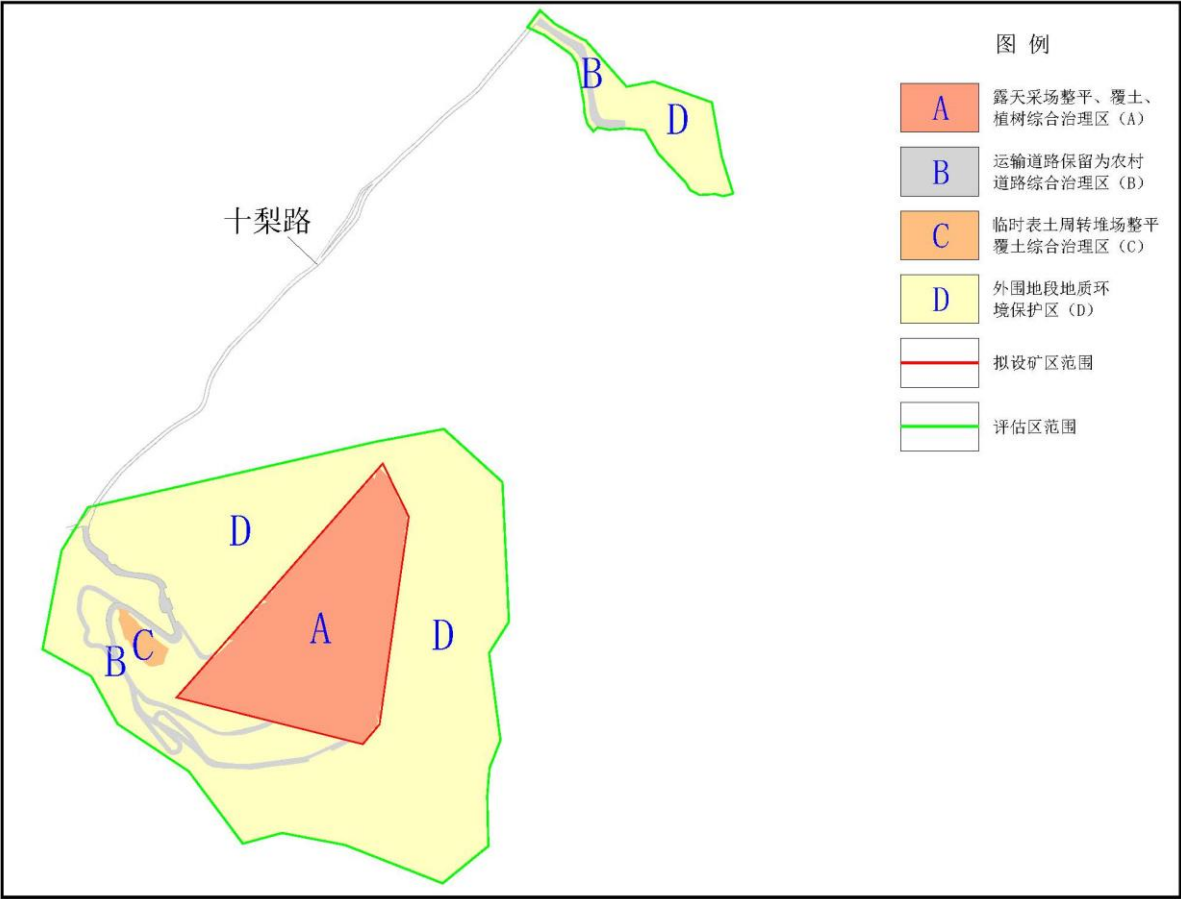 图 例
B
A
露天采场整平、覆土、
植树综合治理区（A）
D
B
运输道路保留为农村
道路综合治理区（B）
十梨路
C
临时表土周转堆场整平
覆土综合治理区（C）
D
外围地段地质环
境保护区（D）
拟设矿区范围
评估区范围
D
A
D
C
B